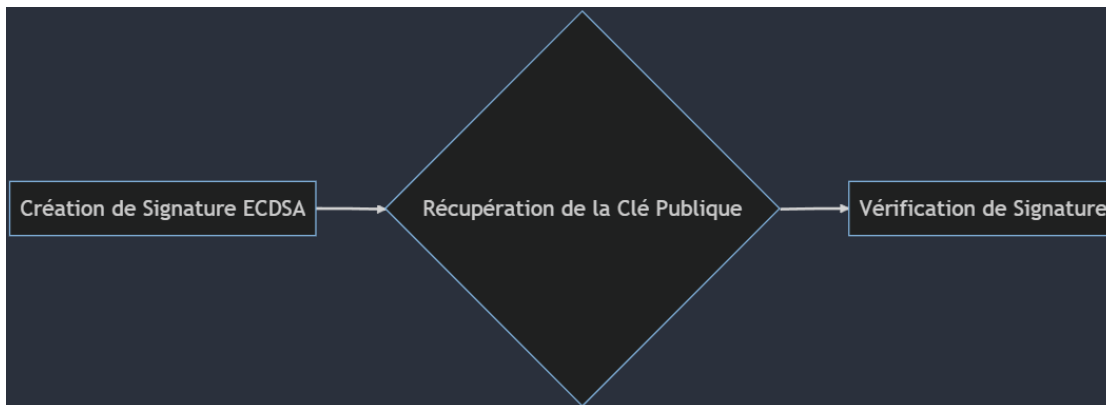 Création de Signature ECDSA
Récupération de la Clé Publique
Vérification de Signature